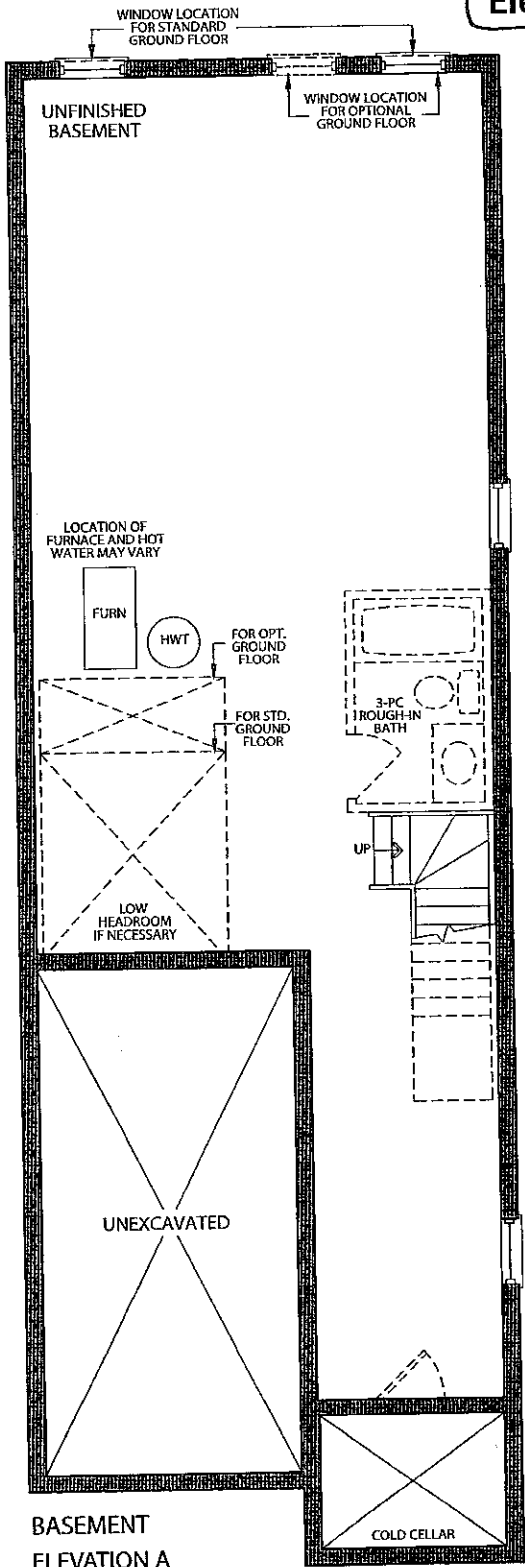 Ele
WINDOW LOCATION
FOR STANDARD
GROUND FLOOR
UNFINISHED
BASEMENT
WINDOW LOCATION
FOR OPTIONAL
GROUND FLOOR
LOCATION OF
FURNACE AND HOT
WATER MAY VARY
FURN
HWT
FOR OPT.
GROUND
FLOOR
FOR STD.
GROUND
FLOOR
3-PC
ROUGH-IN
BATH
UP
LOW
HEADROOM
IF NECESSARY
UNEXCAVATED
COLD CELLAR
BASEMENT
ELEVATION A